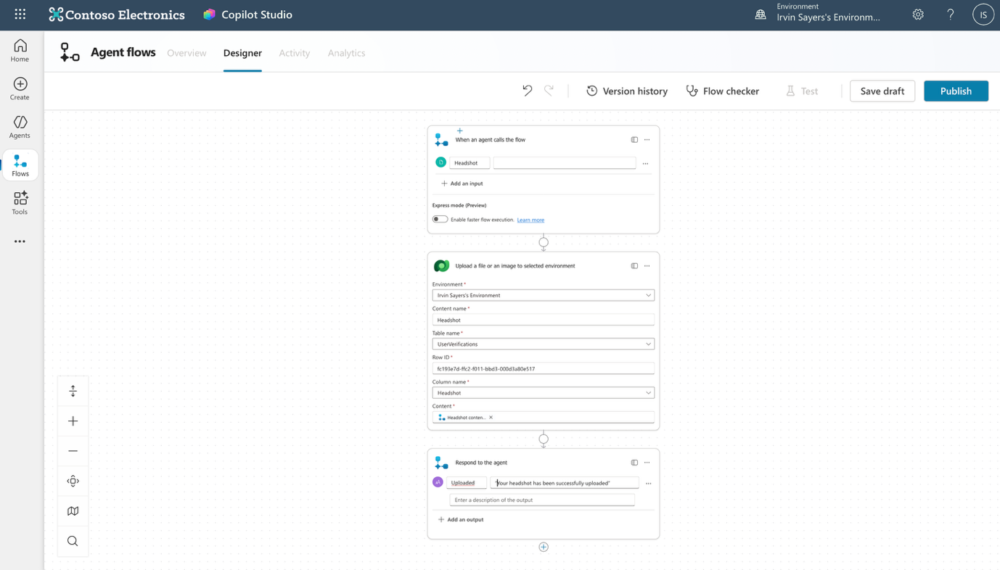 Environment
Contoso Electronics Copilot Studio Irvin Sayers's Environm... ? IS
Home
Create
Agents
Flows
Tools
Agent flows Overview Designer Activity Analytics
Version history Flow checker Test Save draft Publish
When an agent calls the flow
Headshot
Add an input
Express mode (Preview)
Enable faster flow execution. Learn more
Upload a file or an image to selected environment
Environment *
Irvin Sayers's Environment
Content name *
Headshot
Table name *
UserVerifications
Row ID *
fc193e7d-ffc2-f011-bbd3-000d3a80e517
Column name *
Headshot
Content *
Headshot conten...
Respond to the agent
Uploaded "Your headshot has been successfully uploaded"
Enter a description of the output
Add an output